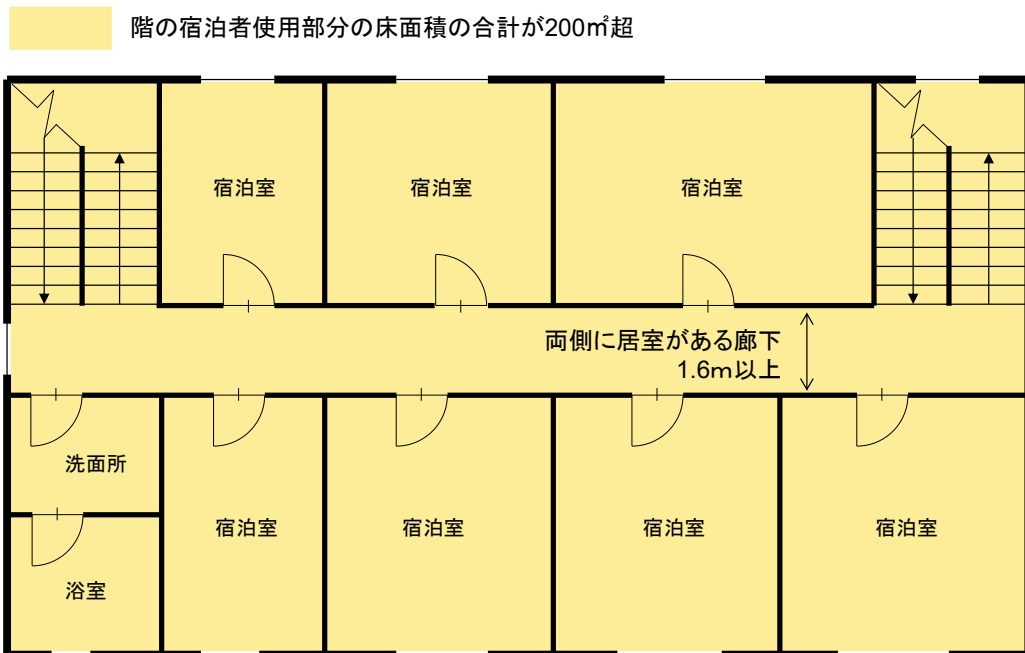 階の宿泊者使用部分の床面積の合計が200㎡超
宿泊室
宿泊室
宿泊室
両側に居室がある廊下
1.6m以上
洗面所
宿泊室
宿泊室
宿泊室
宿泊室
浴室